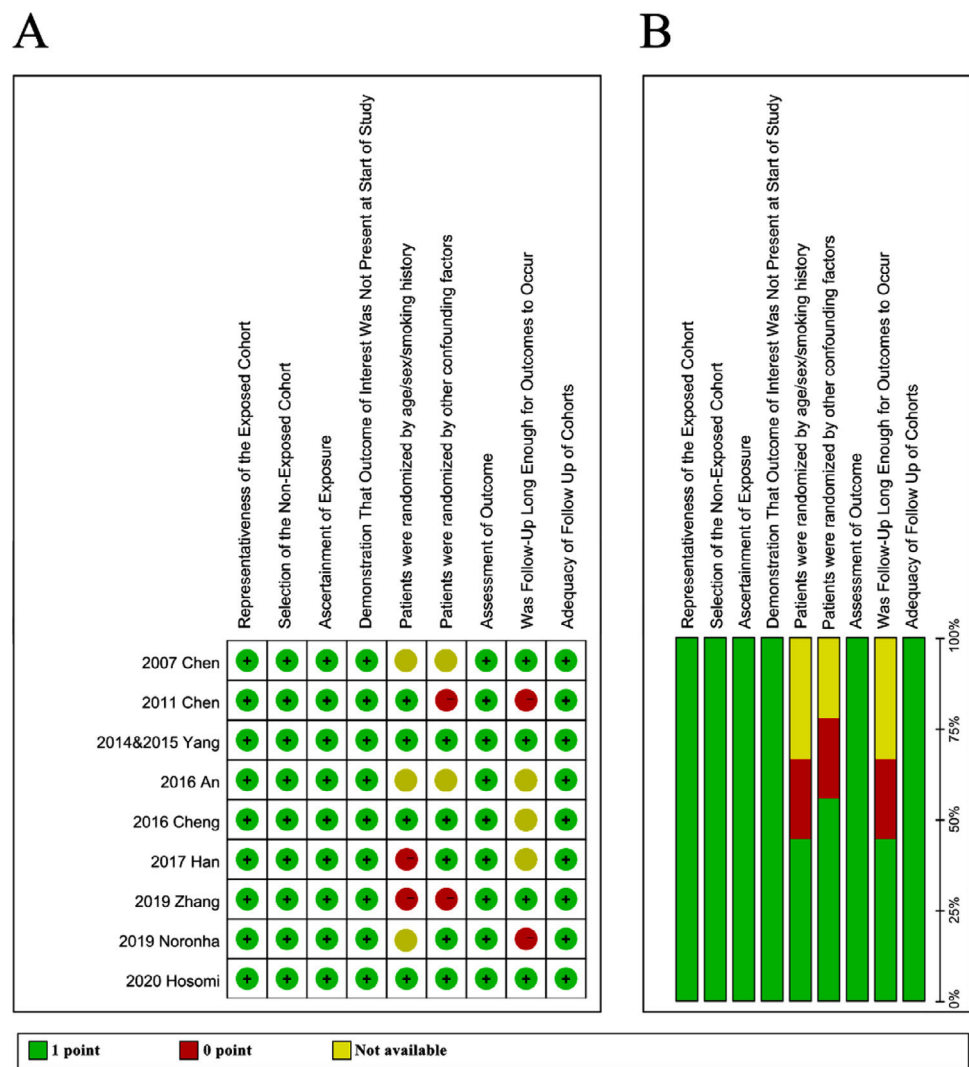 A
B
Representativeness of the Exposed Cohort
Selection of the Non-Exposed Cohort
Ascertainment of Exposure
Demonstration That Outcome of Interest Was Not Present at Start of Study
Patients were randomized by age/sex/smoking history
Patients were randomized by other confounding factors
Assessment of Outcome
Was Follow-Up Long Enough for Outcomes to Occur
Adequacy of Follow Up of Cohorts
2007 Chen
+ + + + + + +
2011 Chen
+ + + + + - + - +
2014&2015 Yang
+ + + + + + + + +
2016 An
+ + + + + +
2016 Cheng
+ + + + + + + +
2017 Han
+ + + + - + + +
2019 Zhang
+ + + + - - + + +
2019 Noronha
+ + + + + + - +
2020 Hosomi
+ + + + + + + + +
Representativeness of the Exposed Cohort
Selection of the Non-Exposed Cohort
Ascertainment of Exposure
Demonstration That Outcome of Interest Was Not Present at Start of Study
Patients were randomized by age/sex/smoking history
Patients were randomized by other confounding factors
Assessment of Outcome
Was Follow-Up Long Enough for Outcomes to Occur
Adequacy of Follow Up of Cohorts
100%
75%
50%
25%
0%
1 point
0 point
Not available